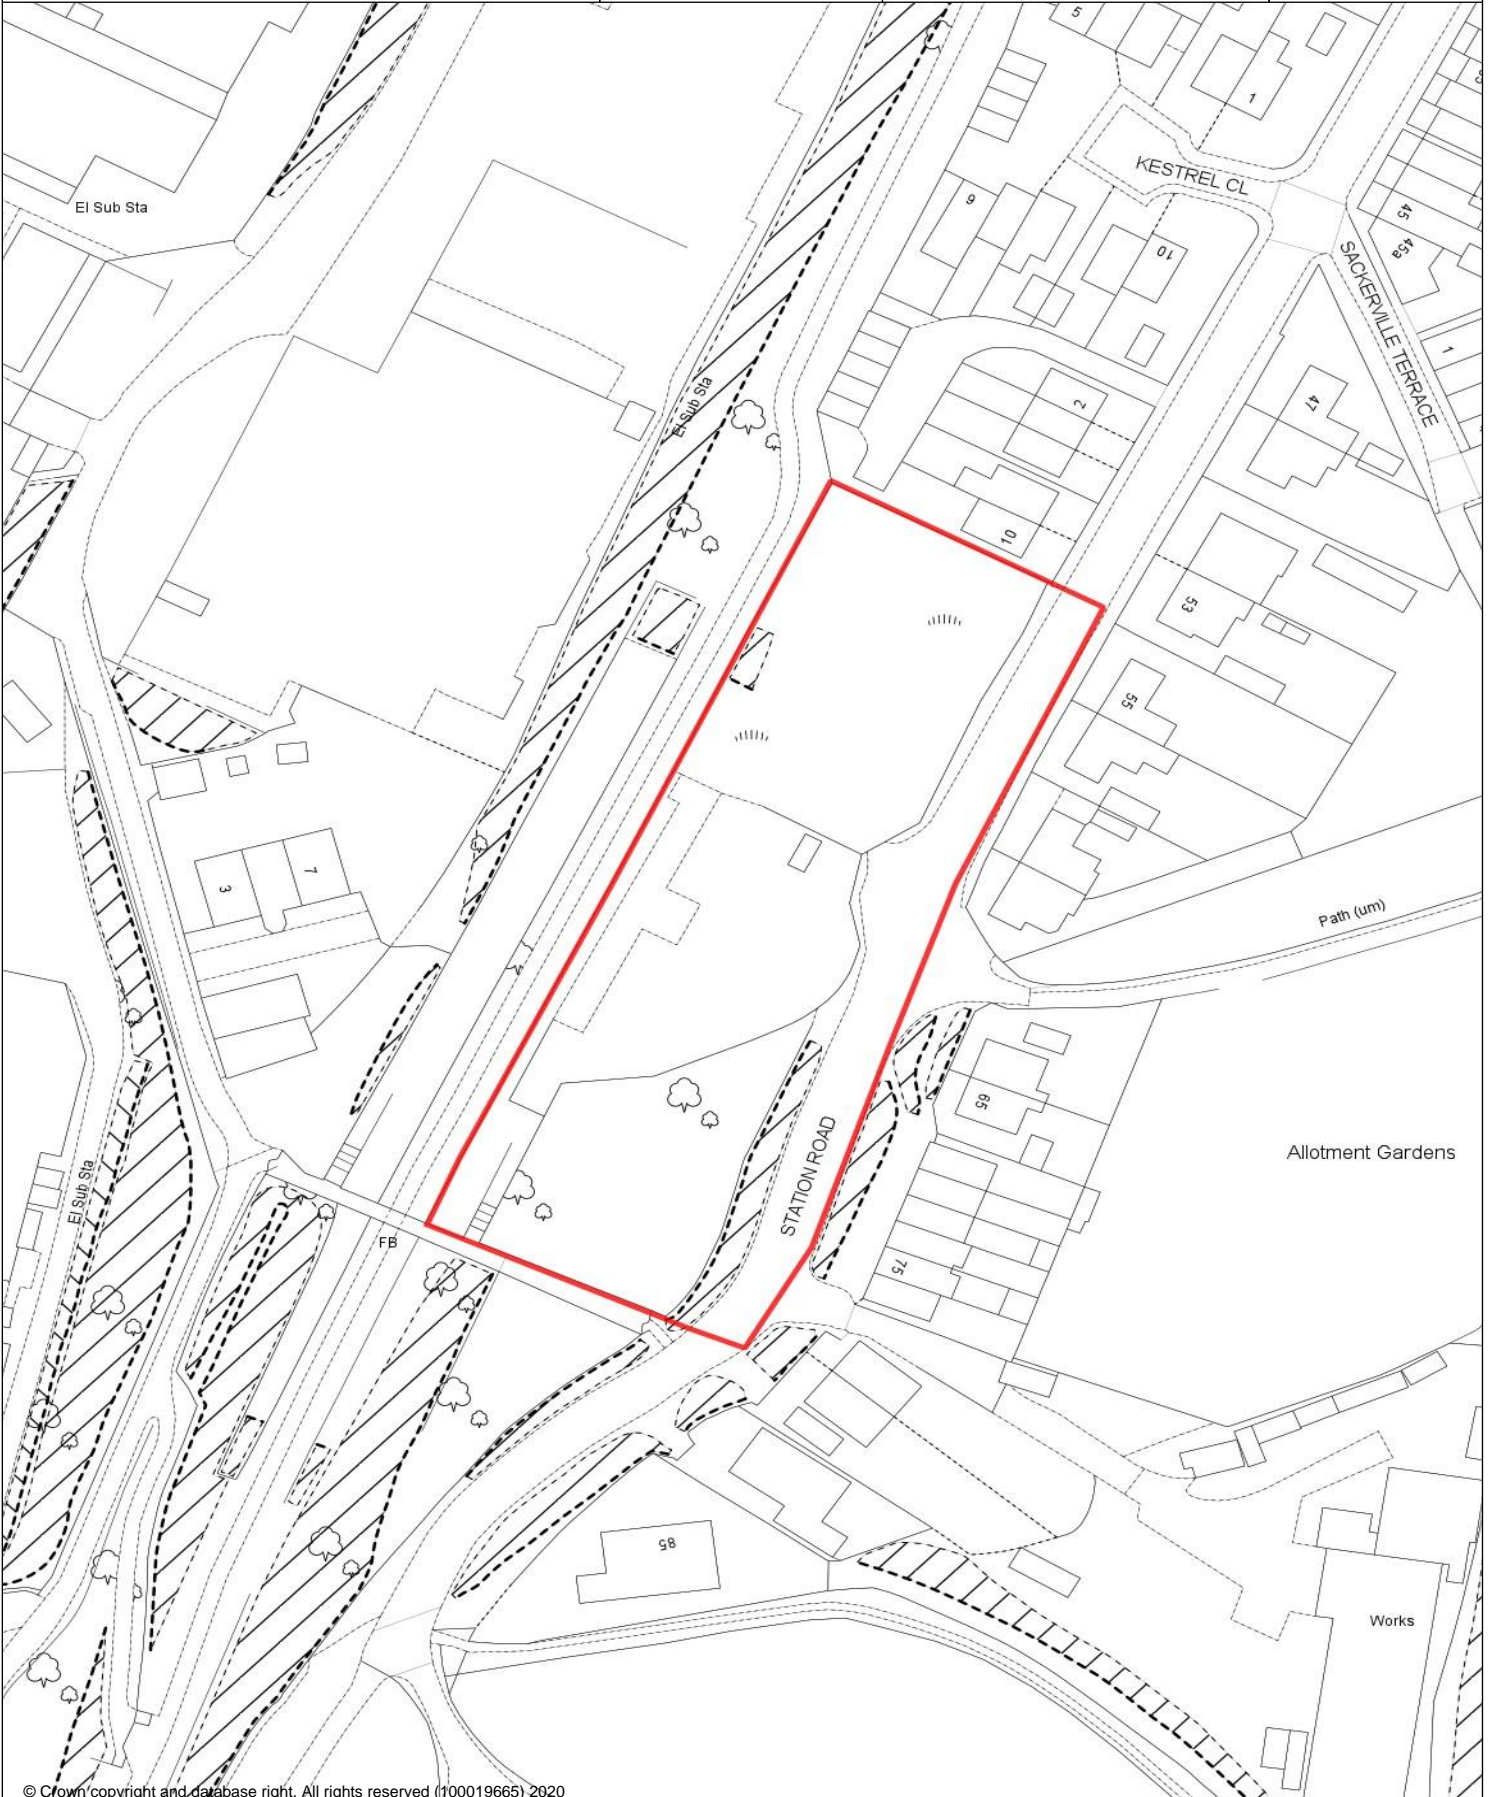 5
1
KESTREL CL
El Sub Sta
9
10
45
45a
SACKERVILLE TERRACE
1
El Sub Sta
2
47
10
53
55
3
7
Path (um)
65
STATION ROAD
Allotment Gardens
El Sub Sta
FB
75
85
Works
© Crown copyright and database right. All rights reserved (100019665) 2020